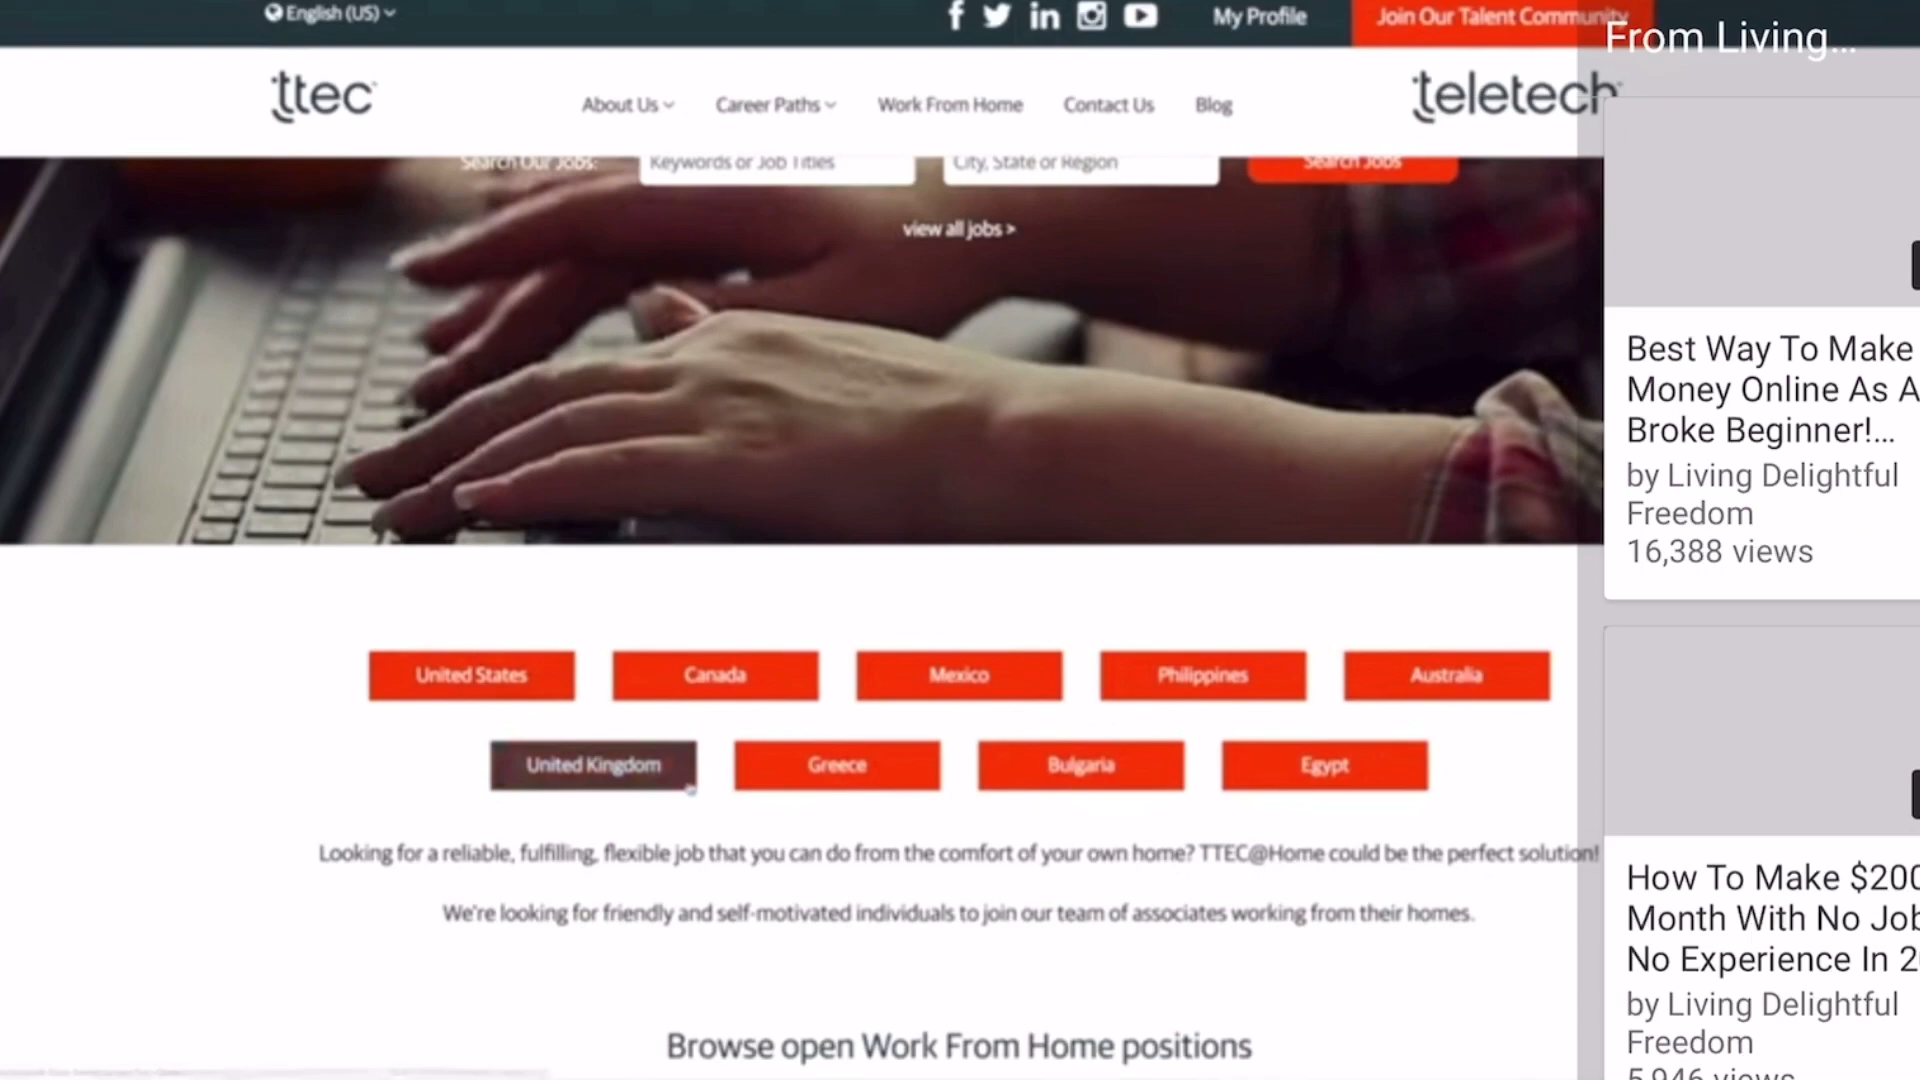 English (US)
My Profile
Join Our Talent Community
From Living...
ttec
About Us
Career Paths
Work From Home
Contact Us
Blog
teletech
Search Our Jobs:
Keywords or Job Titles
City, State or Region
Search Jobs
view all jobs >
Best Way To Make
Money Online As A
Broke Beginner!...
by Living Delightful
Freedom
16,388 views
United States
Canada
Mexico
Philippines
Australia
United Kingdom
Greece
Bulgaria
Egypt
Looking for a reliable, fulfilling, flexible job that you can do from the comfort of your own home? TTEC@Home could be the perfect solution!
We're looking for friendly and self-motivated individuals to join our team of associates working from their homes.
Browse open Work From Home positions
How To Make $200
Month With No Job
No Experience In 2
by Living Delightful
Freedom
5,946 views